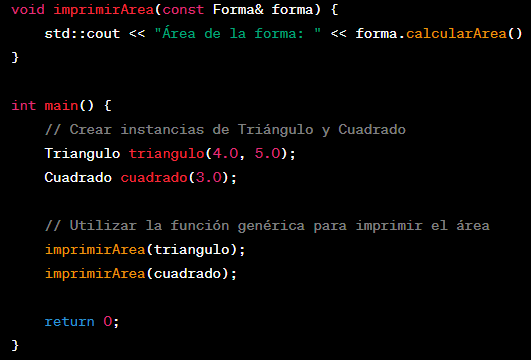 void imprimirArea(const Forma& forma) {
    std::cout << "Área de la forma: " << forma.calcularArea()
}

int main() {
    // Crear instancias de Triángulo y Cuadrado
    Triangulo triangulo(4.0, 5.0);
    Cuadrado cuadrado(3.0);

    // Utilizar la función genérica para imprimir el área
    imprimirArea(triangulo);
    imprimirArea(cuadrado);

    return 0;
}